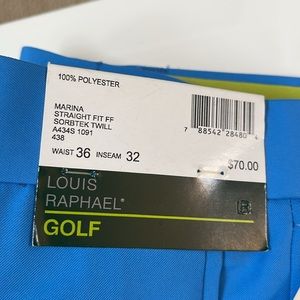 100% POLYESTER
MARINA
STRAIGHT FIT FF
SORBTEK TWILL
A434S 1091
438
7 88542 28480 4
WAIST 36 INSEAM 32
$70.00
LOUIS
RAPHAEL®
GOLF